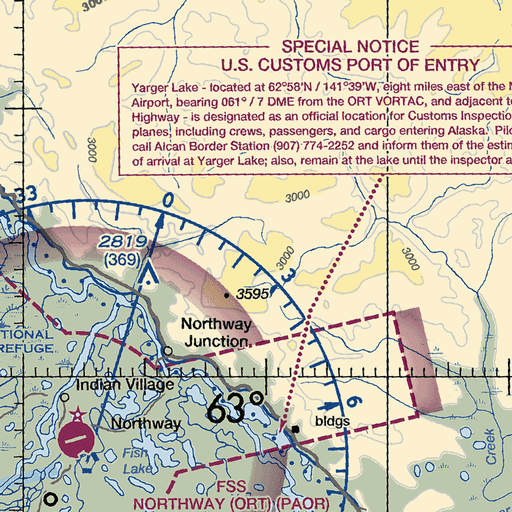 3000
SPECIAL NOTICE
U.S. CUSTOMS PORT OF ENTRY
Yarger Lake - located at 62°58'N / 141°39'W, eight miles east of the N
Airport, bearing 061° / 7 DME from the ORT VORTAC, and adjacent to
Highway - is designated as an official location for Customs Inspectio
planes, including crews, passengers, and cargo entering Alaska. Pilo
call Alcan Border Station (907) 774-2252 and inform them of the estim
of arrival at Yarger Lake; also, remain at the lake until the inspector a
3000
3000
33
0
2819
(369)
3000
3000
3
3595
Northway
Junction
TIONAL
REFUGE
Indian Village
63°
6
Northway
bldgs
Fish
Lake
Creek
FSS
NORTHWAY (ORT) (PAOR)